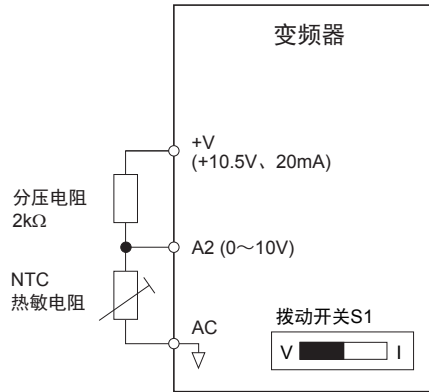 变频器
+V
(+10.5V、20mA)
分压电阻
2kΩ
A2 (0～10V)
NTC
热敏电阻
AC
拨动开关S1
V I